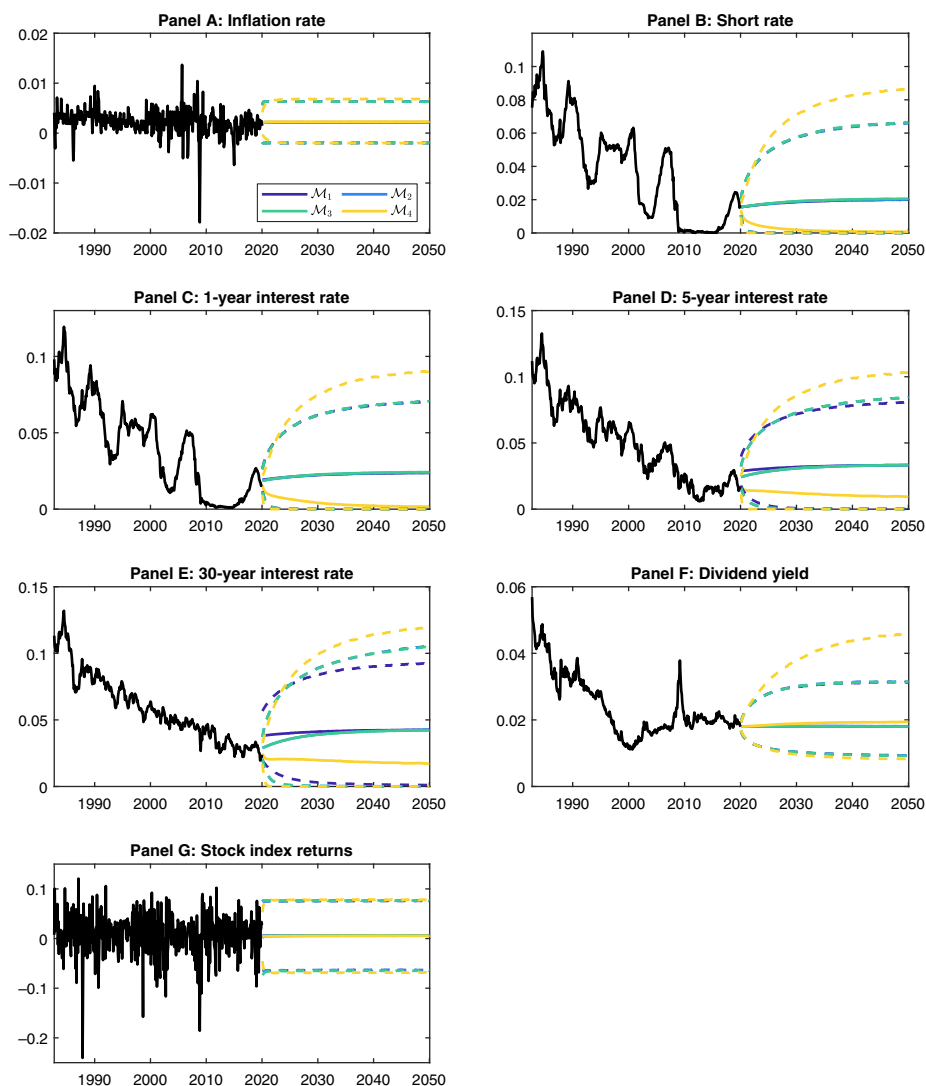 Panel A: Inflation rate
0.02
0.01
0
−0.01
−0.02
1990 2000 2010 2020 2030 2040 2050
ℳ1 ℳ2
ℳ3 ℳ4
Panel B: Short rate
0.1
0.08
0.06
0.04
0.02
0
1990 2000 2010 2020 2030 2040 2050
Panel C: 1-year interest rate
0.1
0.05
0
1990 2000 2010 2020 2030 2040 2050
Panel D: 5-year interest rate
0.15
0.1
0.05
0
1990 2000 2010 2020 2030 2040 2050
Panel E: 30-year interest rate
0.15
0.1
0.05
0
1990 2000 2010 2020 2030 2040 2050
Panel F: Dividend yield
0.06
0.04
0.02
0
1990 2000 2010 2020 2030 2040 2050
Panel G: Stock index returns
0.1
0
−0.1
−0.2
1990 2000 2010 2020 2030 2040 2050